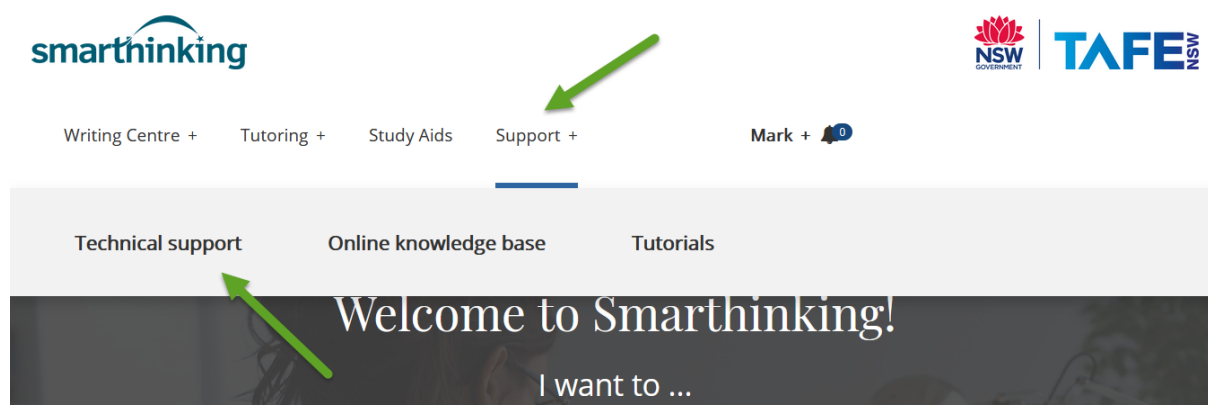 smarthinking
NSW
GOVERNMENT
TAFE NSW
Writing Centre + Tutoring + Study Aids Support + Mark + 0
Technical support Online knowledge base Tutorials
Welcome to Smarthinking!
I want to ...